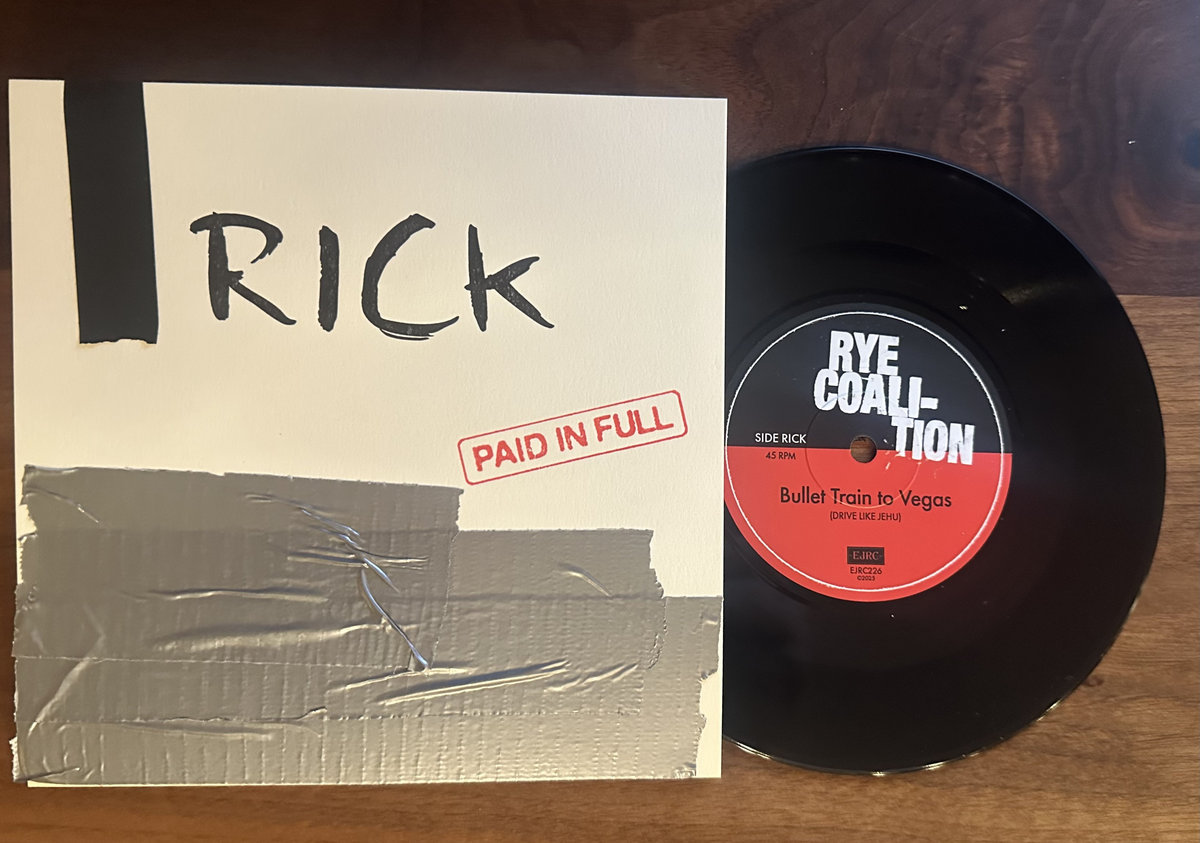 RICK
PAID IN FULL
RYE
COALI-
TION
SIDE RICK
45 RPM
Bullet Train to Vegas
(DRIVE LIKE JEHU)
EJRC
EJRC226
©2025